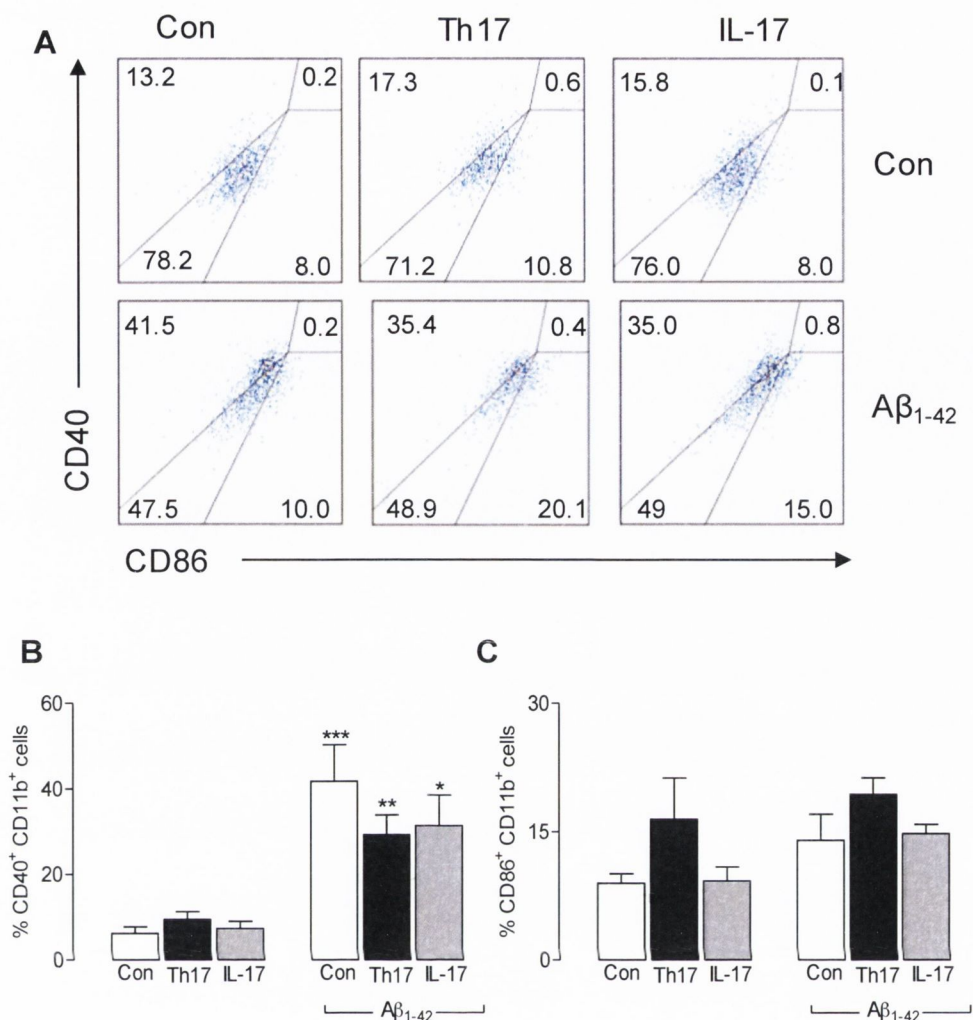 A
Con Th17 IL-17
13.2 0.2 17.3 0.6 15.8 0.1
Con
78.2 8.0 71.2 10.8 76.0 8.0
41.5 0.2 35.4 0.4 35.0 0.8
Aβ1-42
47.5 10.0 48.9 20.1 49 15.0
CD40
CD86
B
% CD40+ CD11b+ cells
60
40
20
0
*** ** *
Con Th17 IL-17 Con Th17 IL-17
Aβ1-42
C
% CD86+ CD11b+ cells
30
15
0
Con Th17 IL-17 Con Th17 IL-17
Aβ1-42